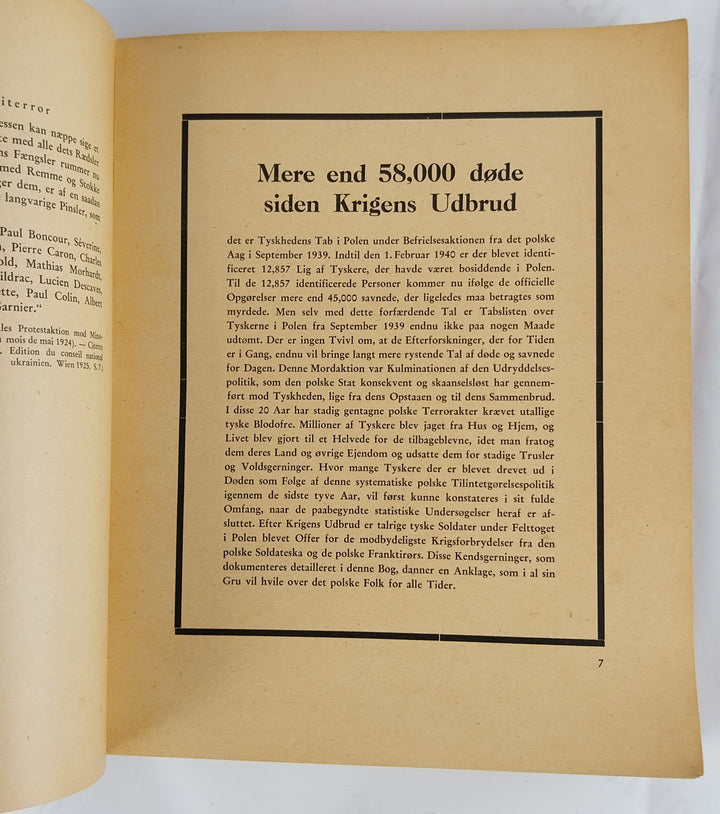 iterror
essen kan næppe sige et
te med alle dets Rædsler
ns Fængsler rummer nu
med Remme og Stokke
ger dem, er af en saadan
langvarige Pinsler, som
Paul Boncour, Séverine,
Pierre Caron, Charles
old, Mathias Morhardt,
ildrac, Lucien Descaves,
ette, Paul Colin, Albert
Garnier.“
les Protestaktion mod Mino-
mois de mai 1924). — Citeret
Edition du conseil national
ukrainien. Wien 1925. S. 7.)
Mere end 58,000 døde
siden Krigens Udbrud
det er Tyskhedens Tab i Polen under Befrielsesaktionen fra det polske
Aag i September 1939. Indtil den 1. Februar 1940 er der blevet identi-
ficeret 12,857 Lig af Tyskere, der havde været bosiddende i Polen.
Til de 12,857 identificerede Personer kommer nu ifølge de officielle
Opgørelser mere end 45,000 savnede, der ligeledes maa betragtes som
myrdede. Men selv med dette forfærdende Tal er Tabslisten over
Tyskerne i Polen fra September 1939 endnu ikke paa nogen Maade
udtømt. Der er ingen Tvivl om, at de Efterforskninger, der for Tiden
er i Gang, endnu vil bringe langt mere rystende Tal af døde og savnede
for Dagen. Denne Mordaktion var Kulminationen af den Udryddelses-
politik, som den polske Stat konsekvent og skaanselsløst har gennem-
ført mod Tyskheden, lige fra dens Opstaaen og til dens Sammenbrud.
I disse 20 Aar har stadig gentagne polske Terrorakter krævet utallige
tyske Blodofre. Millioner af Tyskere blev jaget fra Hus og Hjem, og
Livet blev gjort til et Helvede for de tilbageblevne, idet man fratog
dem deres Land og øvrige Ejendom og udsatte dem for stadige Trusler
og Voldsgerninger. Hvor mange Tyskere der er blevet drevet ud i
Døden som Følge af denne systematiske polske Tilintetgørelsespolitik
igennem de sidste tyve Aar, vil først kunne konstateres i sit fulde
Omfang, naar de paabegyndte statistiske Undersøgelser heraf er af-
sluttet. Efter Krigens Udbrud er talrige tyske Soldater under Felttoget
i Polen blevet Offer for de modbydeligste Krigsforbrydelser fra den
polske Soldateska og de polske Franktirørs. Disse Kendsgerninger, som
dokumenteres detailleret i denne Bog, danner en Anklage, som i al sin
Gru vil hvile over det polske Folk for alle Tider.
7